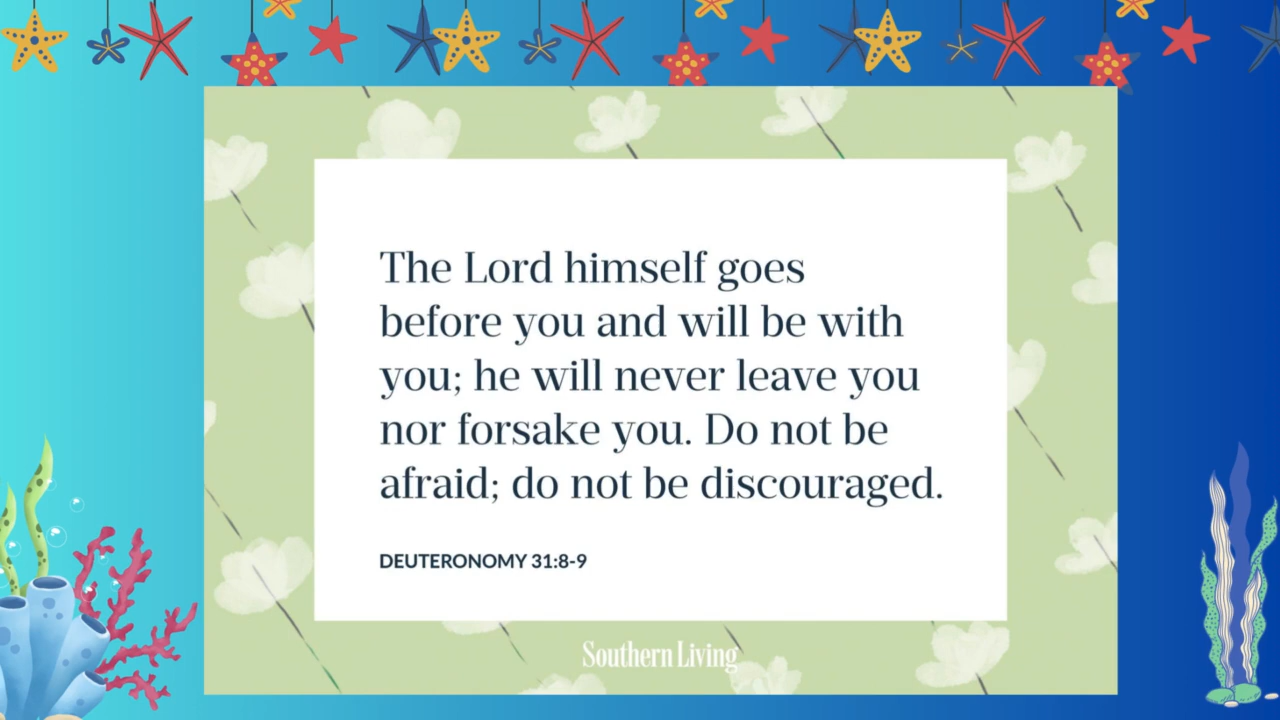 The Lord himself goes
before you and will be with
you; he will never leave you
nor forsake you. Do not be
afraid; do not be discouraged.
DEUTERONOMY 31:8-9
Southern Living